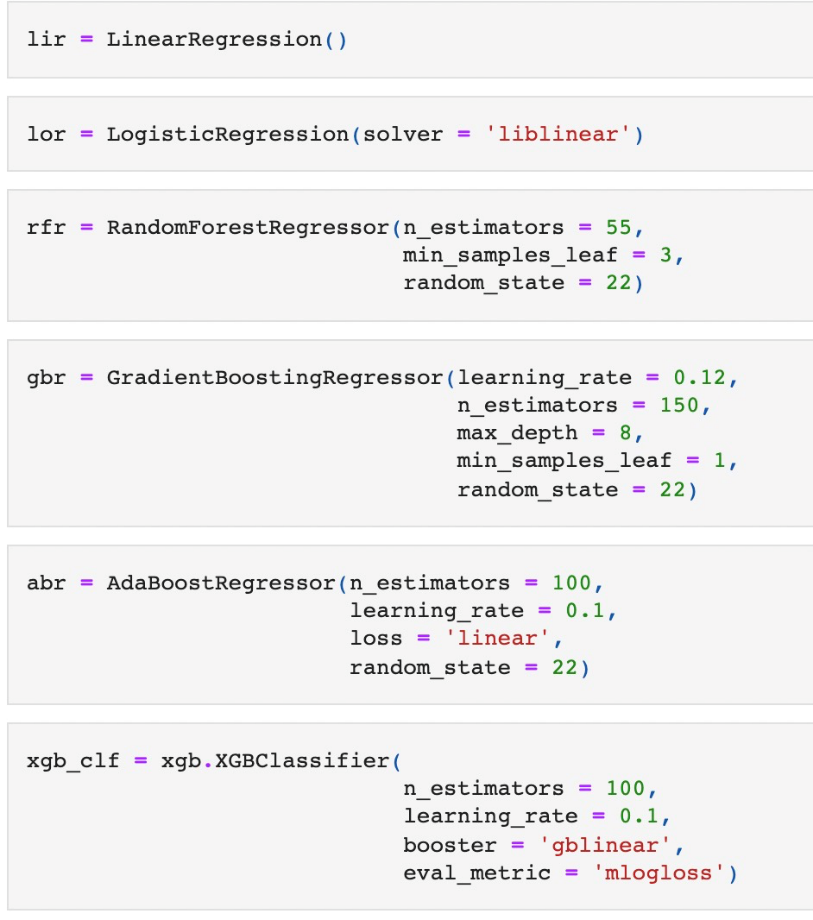 lir = LinearRegression()
lor = LogisticRegression(solver = 'liblinear')
rfr = RandomForestRegressor(n_estimators = 55,
min_samples_leaf = 3,
random_state = 22)
gbr = GradientBoostingRegressor(learning_rate = 0.12,
n_estimators = 150,
max_depth = 8,
min_samples_leaf = 1,
random_state = 22)
abr = AdaBoostRegressor(n_estimators = 100,
learning_rate = 0.1,
loss = 'linear',
random_state = 22)
xgb_clf = xgb.XGBClassifier(
n_estimators = 100,
learning_rate = 0.1,
booster = 'gblinear',
eval_metric = 'mlogloss')